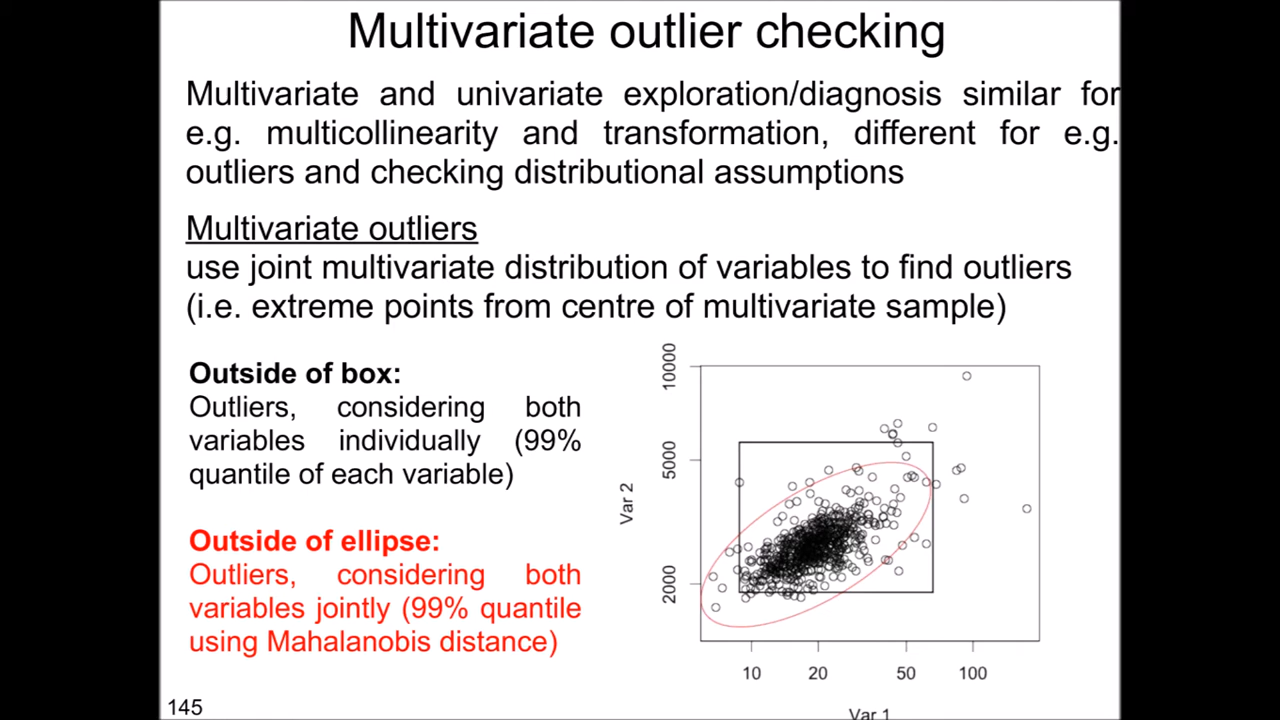 Multivariate outlier checking
Multivariate and univariate exploration/diagnosis similar for
e.g. multicollinearity and transformation, different for e.g.
outliers and checking distributional assumptions
Multivariate outliers
use joint multivariate distribution of variables to find outliers
(i.e. extreme points from centre of multivariate sample)
Outside of box:
Outliers, considering both
variables individually (99%
quantile of each variable)
Outside of ellipse:
Outliers, considering both
variables jointly (99% quantile
using Mahalanobis distance)
10000
5000
2000
Var 2
10 20 50 100
Var 1
145